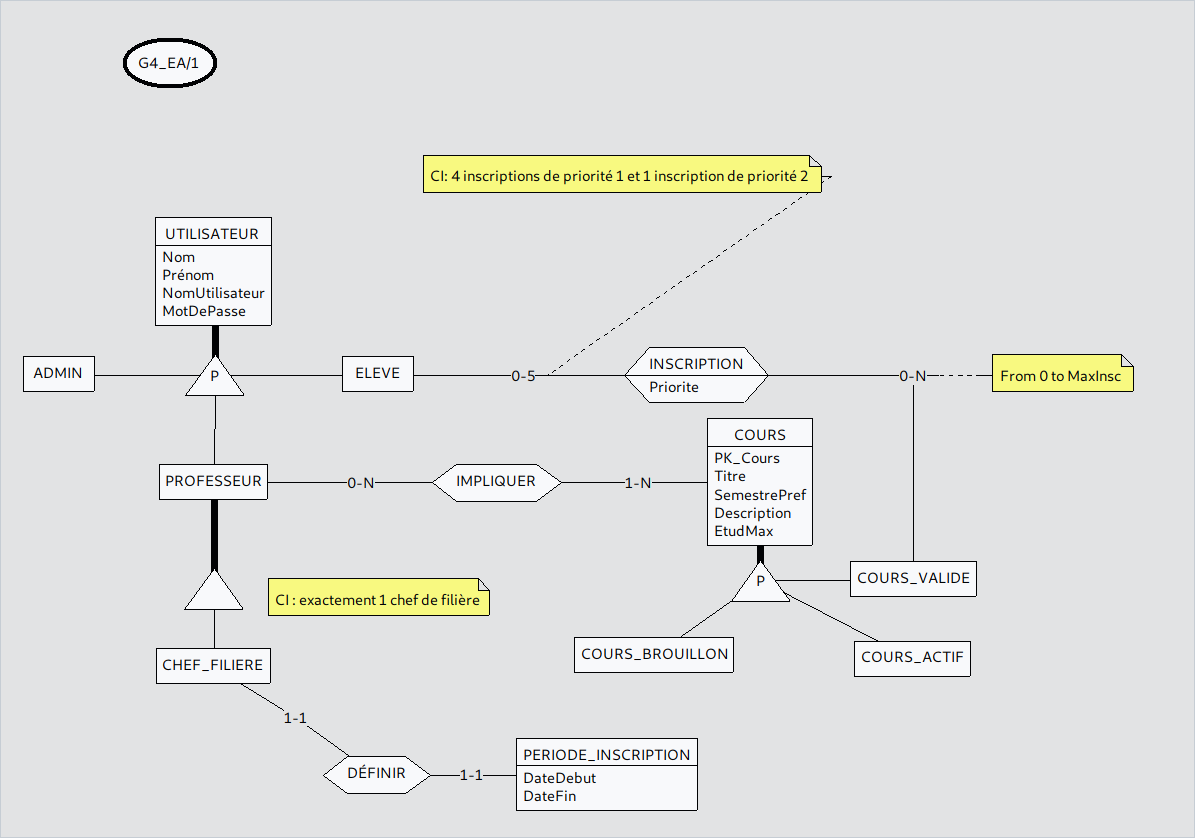 G4_EA/1
CI: 4 inscriptions de priorité 1 et 1 inscription de priorité 2
UTILISATEUR
Nom
Prénom
NomUtilisateur
MotDePasse
ADMIN
P
ELEVE
0-5
INSCRIPTION
Priorite
0-N
From 0 to MaxInsc
PROFESSEUR
0-N
IMPLIQUER
1-N
COURS
PK_Cours
Titre
SemestrePref
Description
EtudMax
P
COURS_VALIDE
CI : exactement 1 chef de filière
COURS_BROUILLON
COURS_ACTIF
CHEF_FILIERE
1-1
DÉFINIR
1-1
PERIODE_INSCRIPTION
DateDebut
DateFin